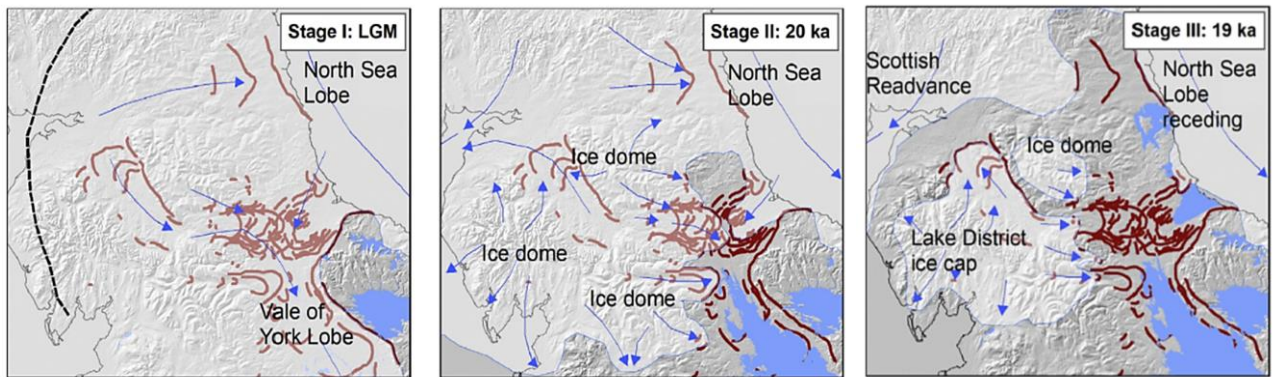 Stage I: LGM
North Sea
Lobe
Vale of
York Lobe
Stage II: 20 ka
North Sea
Lobe
Ice dome
Ice dome
Ice dome
Stage III: 19 ka
Scottish
Readvance
North Sea
Lobe
receding
Ice dome
Lake District
ice cap